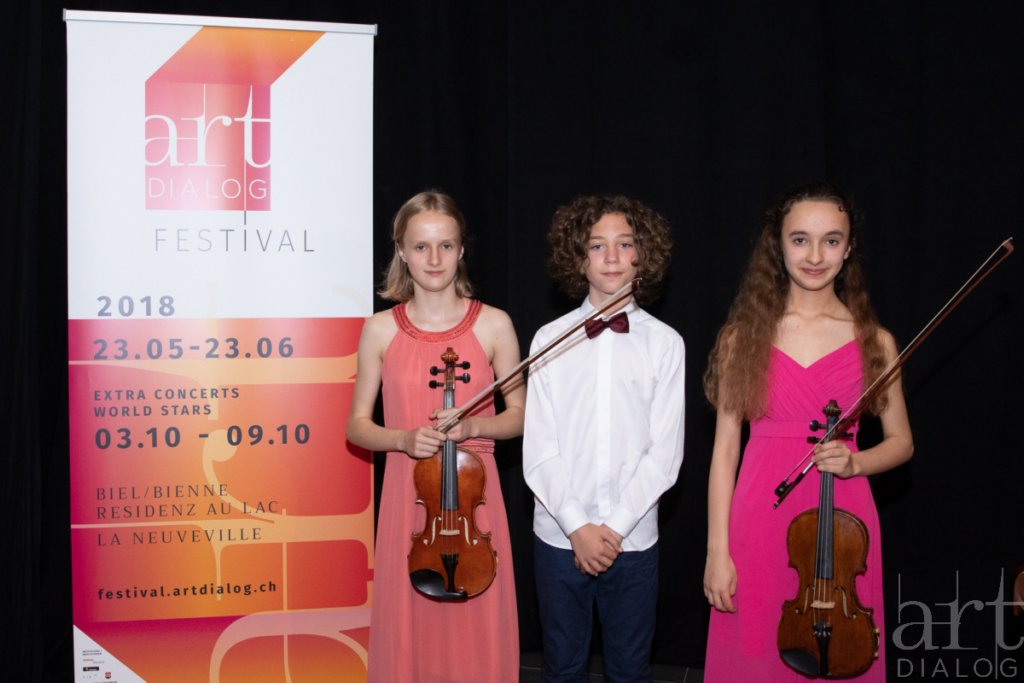 art
DIALOG
FESTIVAL
2018
23.05-23.06
EXTRA CONCERTS
WORLD STARS
03.10 - 09.10
BIEL/BIENNE
RESIDENZ AU LAC
LA NEUVEVILLE
festival.artdialog.ch
art
DIALOG